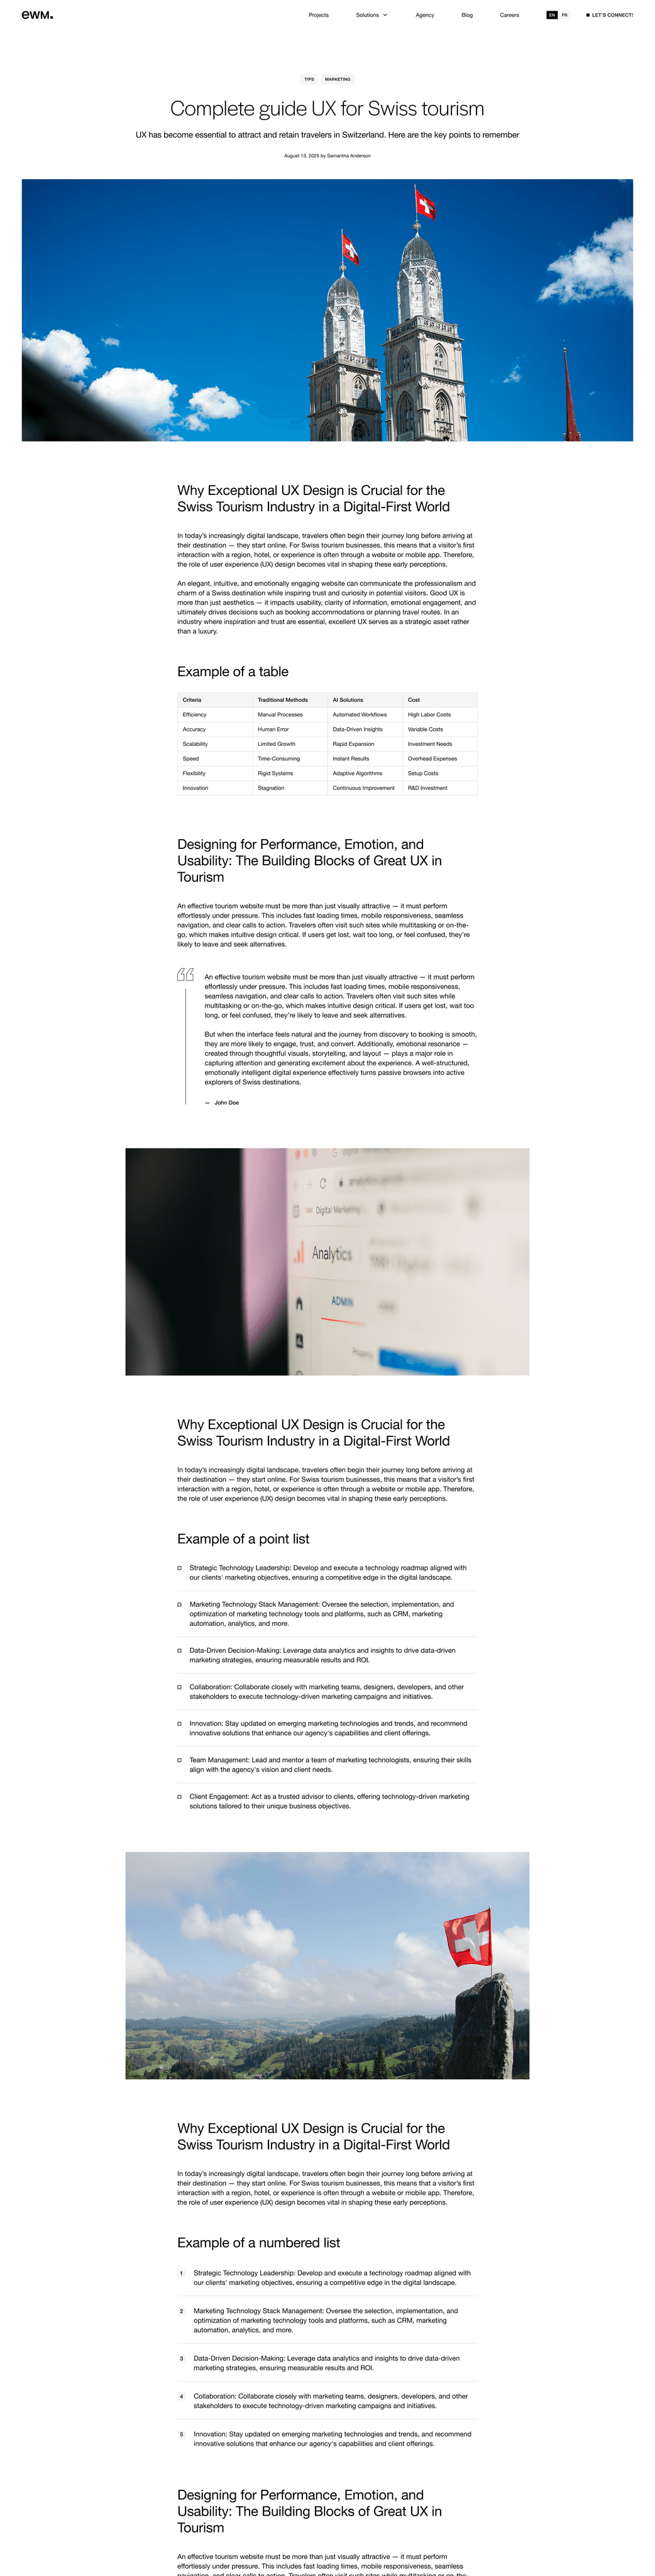 eWM.
Projects
Solutions
Agency
Blog
Careers
EN
FR
LET'S CONNECT!
TIPS
MARKETING
Complete guide UX for Swiss tourism
UX has become essential to attract and retain travelers in Switzerland. Here are the key points to remember
August 13, 2025 by Samantha Anderson
Why Exceptional UX Design is Crucial for the
Swiss Tourism Industry in a Digital-First World
In today's increasingly digital landscape, travelers often begin their journey long before arriving at
their destination — they start online. For Swiss tourism businesses, this means that a visitor's first
interaction with a region, hotel, or experience is often through a website or mobile app. Therefore,
the role of user experience (UX) design becomes vital in shaping these early perceptions.
An elegant, intuitive, and emotionally engaging website can communicate the professionalism and
charm of a Swiss destination while inspiring trust and curiosity in potential visitors. Good UX is
more than just aesthetics — it impacts usability, clarity of information, emotional engagement, and
ultimately drives decisions such as booking accommodations or planning travel routes. In an
industry where inspiration and trust are essential, excellent UX serves as a strategic asset rather
than a luxury.
Example of a table
Criteria Traditional Methods AI Solutions Cost
Efficiency Manual Processes Automated Workflows High Labor Costs
Accuracy Human Error Data-Driven Insights Variable Costs
Scalability Limited Growth Rapid Expansion Investment Needs
Speed Time-Consuming Instant Results Overhead Expenses
Flexibility Rigid Systems Adaptive Algorithms Setup Costs
Innovation Stagnation Continuous Improvement R&D Investment
Designing for Performance, Emotion, and
Usability: The Building Blocks of Great UX in
Tourism
An effective tourism website must be more than just visually attractive — it must perform
effortlessly under pressure. This includes fast loading times, mobile responsiveness, seamless
navigation, and clear calls to action. Travelers often visit such sites while multitasking or on-the-
go, which makes intuitive design critical. If users get lost, wait too long, or feel confused, they're
likely to leave and seek alternatives.
An effective tourism website must be more than just visually attractive — it must perform
effortlessly under pressure. This includes fast loading times, mobile responsiveness,
seamless navigation, and clear calls to action. Travelers often visit such sites while
multitasking or on-the-go, which makes intuitive design critical. If users get lost, wait too
long, or feel confused, they're likely to leave and seek alternatives.
But when the interface feels natural and the journey from discovery to booking is smooth,
they are more likely to engage, trust, and convert. Additionally, emotional resonance —
created through thoughtful visuals, storytelling, and layout — plays a major role in
capturing attention and generating excitement about the experience. A well-structured,
emotionally intelligent digital experience effectively turns passive browsers into active
explorers of Swiss destinations.
— John Doe
Digital Marketing
Analytics
ADMIN
Why Exceptional UX Design is Crucial for the
Swiss Tourism Industry in a Digital-First World
In today's increasingly digital landscape, travelers often begin their journey long before arriving at
their destination — they start online. For Swiss tourism businesses, this means that a visitor's first
interaction with a region, hotel, or experience is often through a website or mobile app. Therefore,
the role of user experience (UX) design becomes vital in shaping these early perceptions.
Example of a point list
Strategic Technology Leadership: Develop and execute a technology roadmap aligned with
our clients' marketing objectives, ensuring a competitive edge in the digital landscape.
Marketing Technology Stack Management: Oversee the selection, implementation, and
optimization of marketing technology tools and platforms, such as CRM, marketing
automation, analytics, and more.
Data-Driven Decision-Making: Leverage data analytics and insights to drive data-driven
marketing strategies, ensuring measurable results and ROI.
Collaboration: Collaborate closely with marketing teams, designers, developers, and other
stakeholders to execute technology-driven marketing campaigns and initiatives.
Innovation: Stay updated on emerging marketing technologies and trends, and recommend
innovative solutions that enhance our agency's capabilities and client offerings.
Team Management: Lead and mentor a team of marketing technologists, ensuring their skills
align with the agency's vision and client needs.
Client Engagement: Act as a trusted advisor to clients, offering technology-driven marketing
solutions tailored to their unique business objectives.
Why Exceptional UX Design is Crucial for the
Swiss Tourism Industry in a Digital-First World
In today's increasingly digital landscape, travelers often begin their journey long before arriving at
their destination — they start online. For Swiss tourism businesses, this means that a visitor's first
interaction with a region, hotel, or experience is often through a website or mobile app. Therefore,
the role of user experience (UX) design becomes vital in shaping these early perceptions.
Example of a numbered list
1 Strategic Technology Leadership: Develop and execute a technology roadmap aligned with
our clients' marketing objectives, ensuring a competitive edge in the digital landscape.
2 Marketing Technology Stack Management: Oversee the selection, implementation, and
optimization of marketing technology tools and platforms, such as CRM, marketing
automation, analytics, and more.
3 Data-Driven Decision-Making: Leverage data analytics and insights to drive data-driven
marketing strategies, ensuring measurable results and ROI.
4 Collaboration: Collaborate closely with marketing teams, designers, developers, and other
stakeholders to execute technology-driven marketing campaigns and initiatives.
5 Innovation: Stay updated on emerging marketing technologies and trends, and recommend
innovative solutions that enhance our agency's capabilities and client offerings.
Designing for Performance, Emotion, and
Usability: The Building Blocks of Great UX in
Tourism
An effective tourism website must be more than just visually attractive — it must perform
effortlessly under pressure. This includes fast loading times, mobile responsiveness, seamless